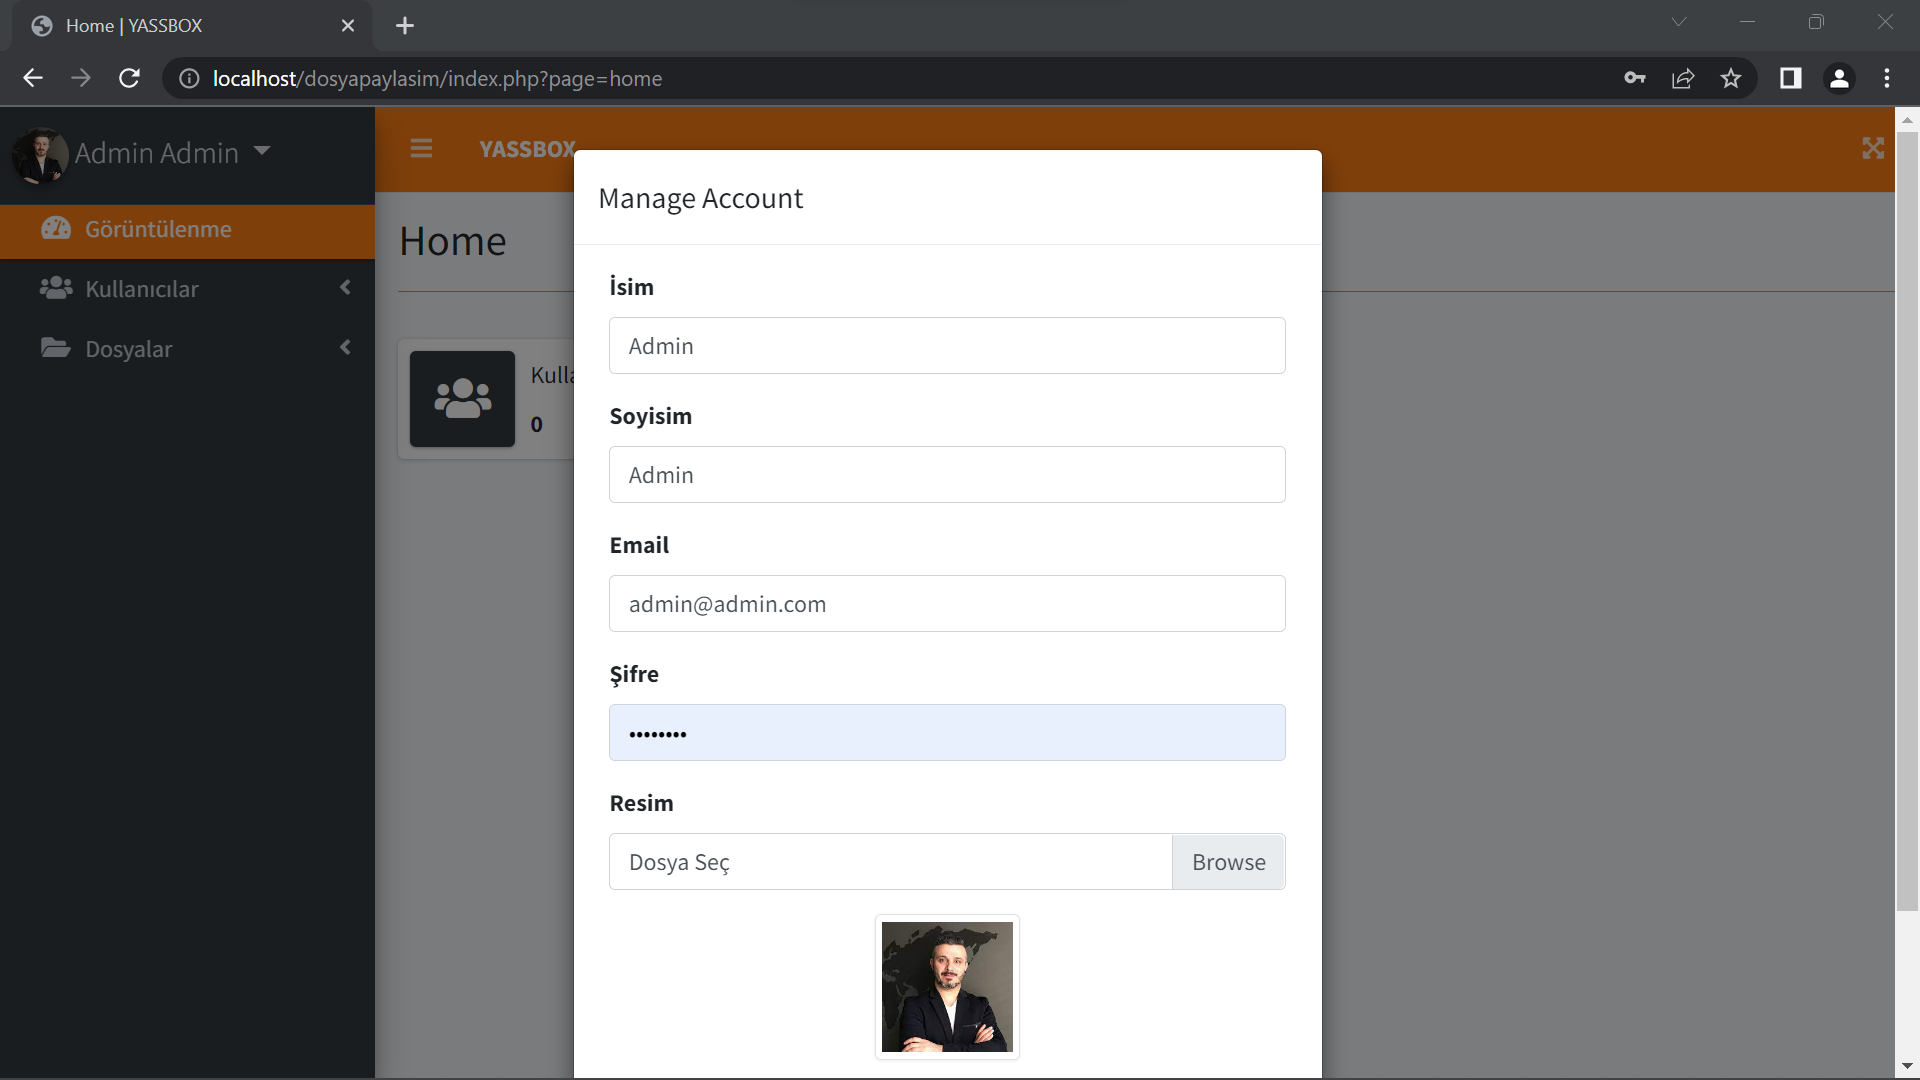 Home | YASSBOX
localhost/dosyapaylasim/index.php?page=home
Admin Admin
YASSBOX
Görüntülenme
Kullanıcılar
Dosyalar
Home
0
Manage Account
İsim
Admin
Soyisim
Admin
Email
admin@admin.com
Şifre
••••••••
Resim
Dosya Seç
Browse